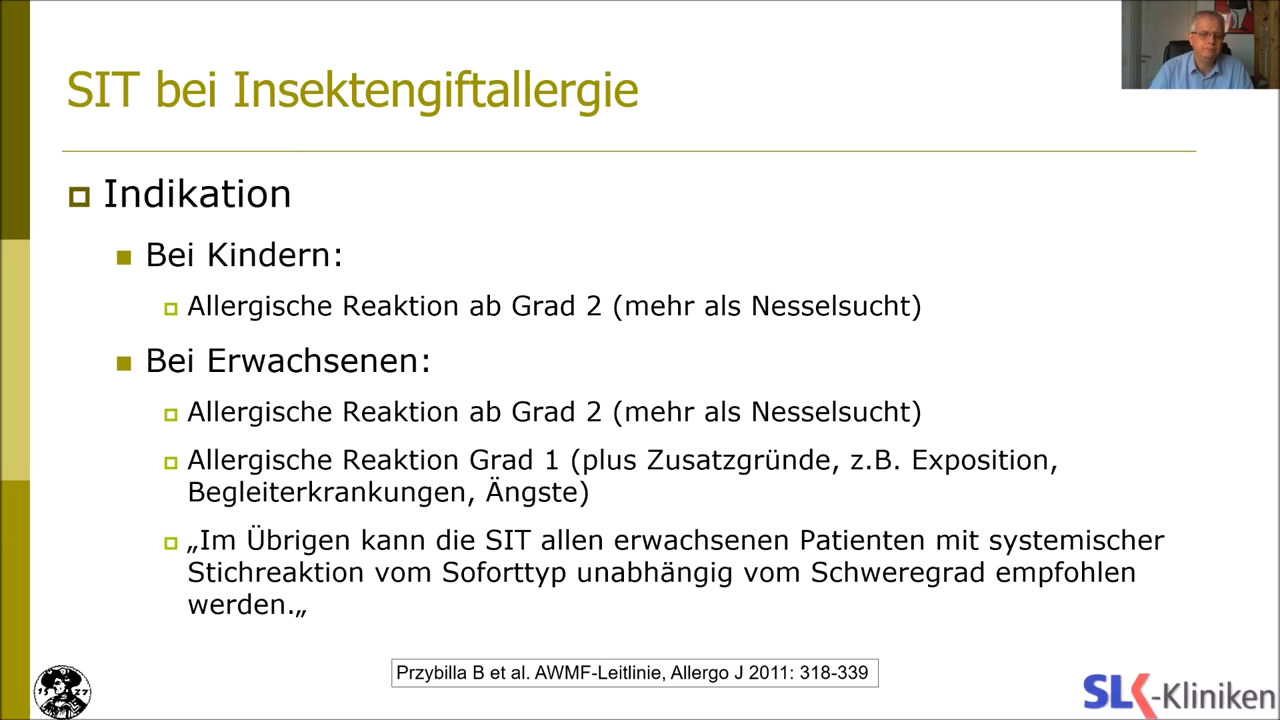 SIT bei Insektengiftallergie
Indikation
Bei Kindern:
Allergische Reaktion ab Grad 2 (mehr als Nesselsucht)
Bei Erwachsenen:
Allergische Reaktion ab Grad 2 (mehr als Nesselsucht)
Allergische Reaktion Grad 1 (plus Zusatzgründe, z.B. Exposition,
Begleiterkrankungen, Ängste)
„Im Übrigen kann die SIT allen erwachsenen Patienten mit systemischer
Stichreaktion vom Soforttyp unabhängig vom Schweregrad empfohlen
werden.„
Przybilla B et al. AWMF-Leitlinie, Allergo J 2011: 318-339
1527
SLK-Kliniken